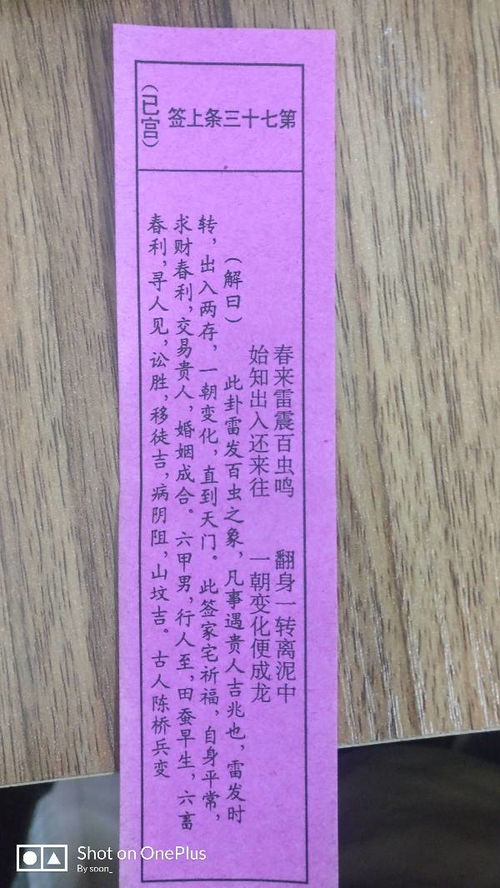 第七十三条上签
（巳宫）
春来雷震百虫鸣　翻身一转离泥中
始知出入还来往　一朝变化便成龙
（解曰）　此卦雷发百虫之象，凡事遇贵人吉兆也，雷发时
转，出入两存，一朝变化，直到天门。此签家宅祈福，自身平常，
求财春利，交易贵人，婚姻成合。六甲男，行人至，田蚕早生，六畜
春利，寻人见，讼胜，移徒吉，病阴阻，山坟吉。古人陈桥兵变
Shot on OnePlus
By soon_